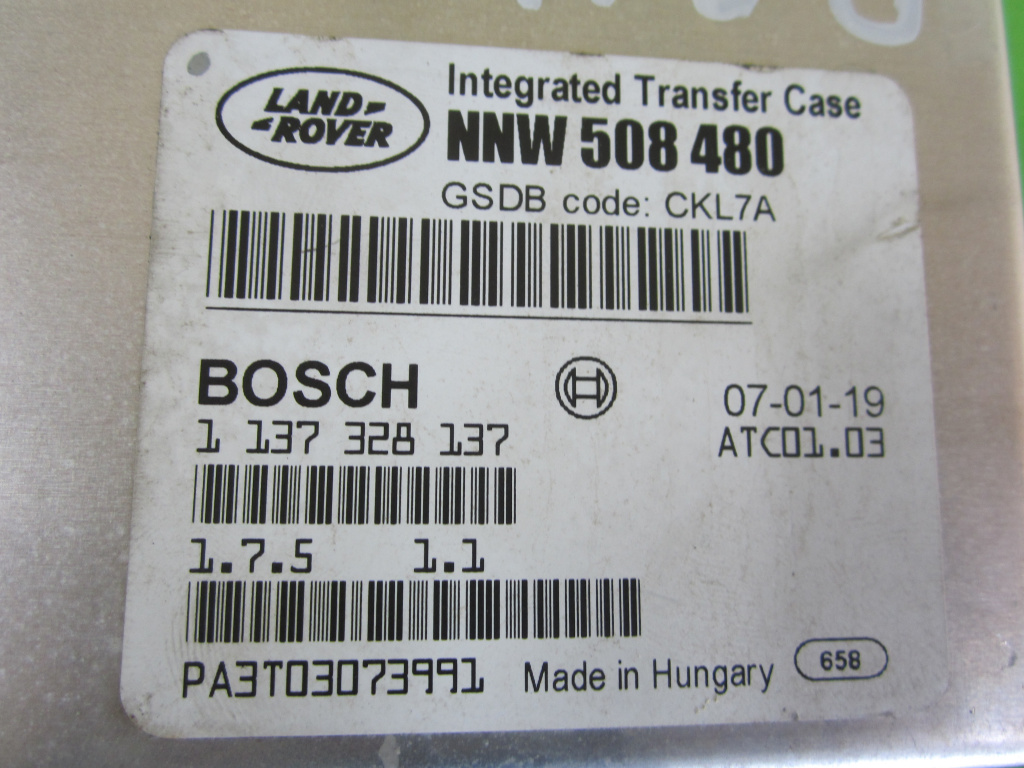 LAND
ROVER
Integrated Transfer Case
NNW 508 480
GSDB code: CKL7A
BOSCH
07-01-19
1 137 328 137
ATC01.03
1.7.5 1.1
PA3T03073991
Made in Hungary
658